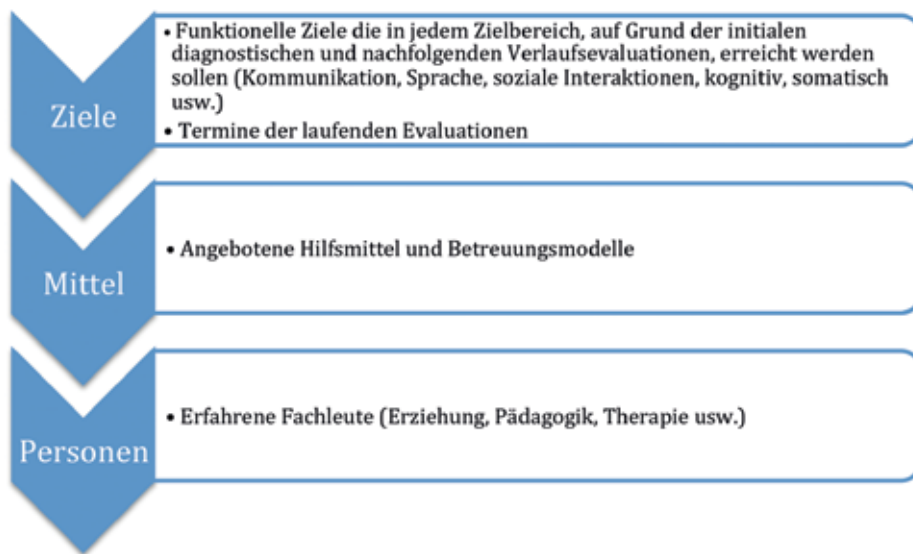 Ziele
• Funktionelle Ziele die in jedem Zielbereich, auf Grund der initialen
diagnostischen und nachfolgenden Verlaufsevaluationen, erreicht werden
sollen (Kommunikation, Sprache, soziale Interaktionen, kognitiv, somatisch
usw.)
• Termine der laufenden Evaluationen
Mittel
• Angebotene Hilfsmittel und Betreuungsmodelle
Personen
• Erfahrene Fachleute (Erziehung, Pädagogik, Therapie usw.)